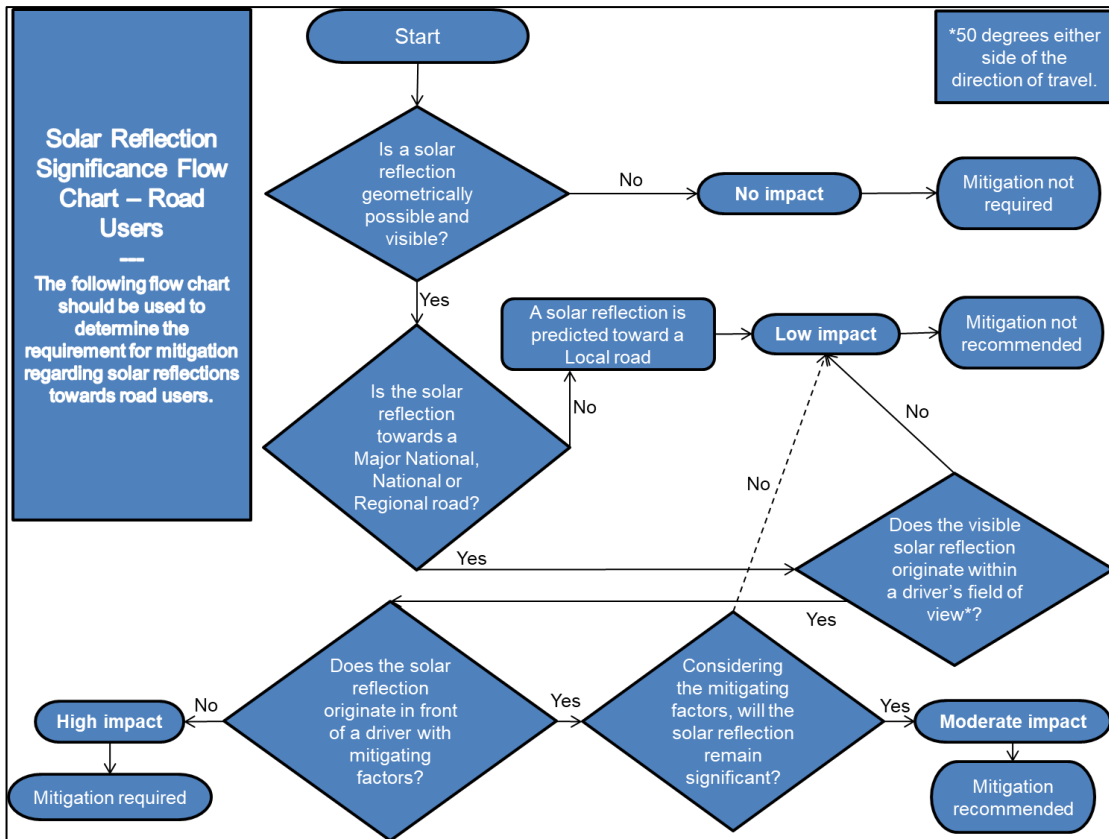 Start
*50 degrees either
side of the
direction of travel.
Solar Reflection
Significance Flow
Chart – Road
Users
---
The following flow chart
should be used to
determine the
requirement for mitigation
regarding solar reflections
towards road users.
Is a solar
reflection
geometrically
possible and
visible?
No
No impact
Mitigation not
required
Yes
A solar reflection is
predicted toward a
Local road
Low impact
Mitigation not
recommended
Is the solar
reflection
towards a
Major National,
National or
Regional road?
No
No
No
Yes
Does the visible
solar reflection
originate within
a driver’s field of
view*?
Yes
Does the solar
reflection
originate in front
of a driver with
mitigating
factors?
No
High impact
Mitigation required
Yes
Considering
the mitigating
factors, will the
solar reflection
remain
significant?
Yes
Moderate impact
Mitigation
recommended